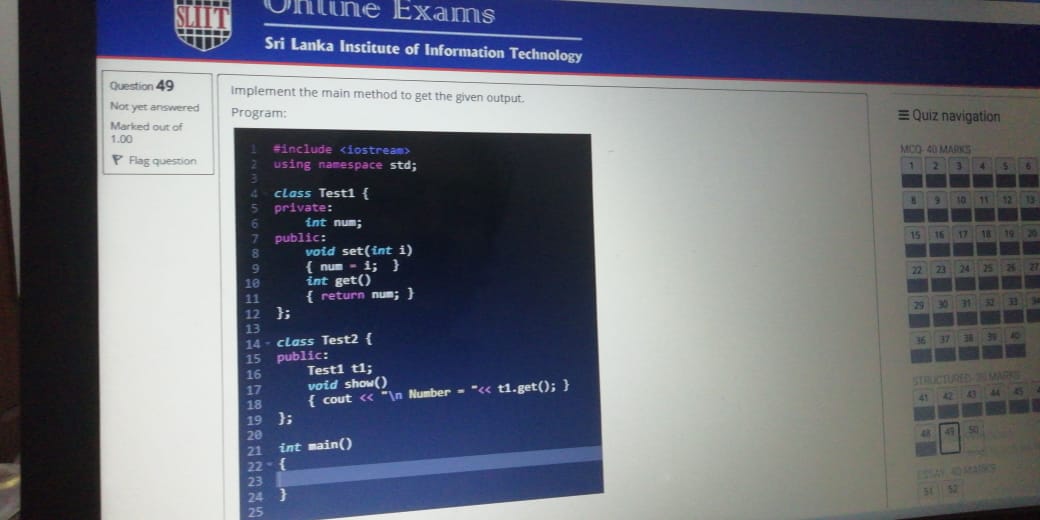 SLIIT
Online Exams
Sri Lanka Institute of Information Technology
Question 49
Not yet answered
Marked out of
1.00
Flag question
Implement the main method to get the given output.
Program:
1 #include <iostream>
2 using namespace std;
3
4 class Test1 {
5 private:
6 int num;
7 public:
8 void set(int i)
9 { num = i; }
10 int get()
11 { return num; }
12 };
13
14 class Test2 {
15 public:
16 Test1 t1;
17 void show()
18 { cout << "\n Number = "<< t1.get(); }
19 };
20
21 int main()
22 {
23
24 }
25
Quiz navigation
MCQ- 40 MARKS
1 2 3 4 5 6
8 9 10 11 12 13
15 16 17 18 19 20
22 23 24 25 26 27
29 30 31 32 33 34
36 37 38 39 40
STRUCTURED- MARKS
41 42 43 44 45
48 49 50
ESSAY- 40 MARKS
51 52